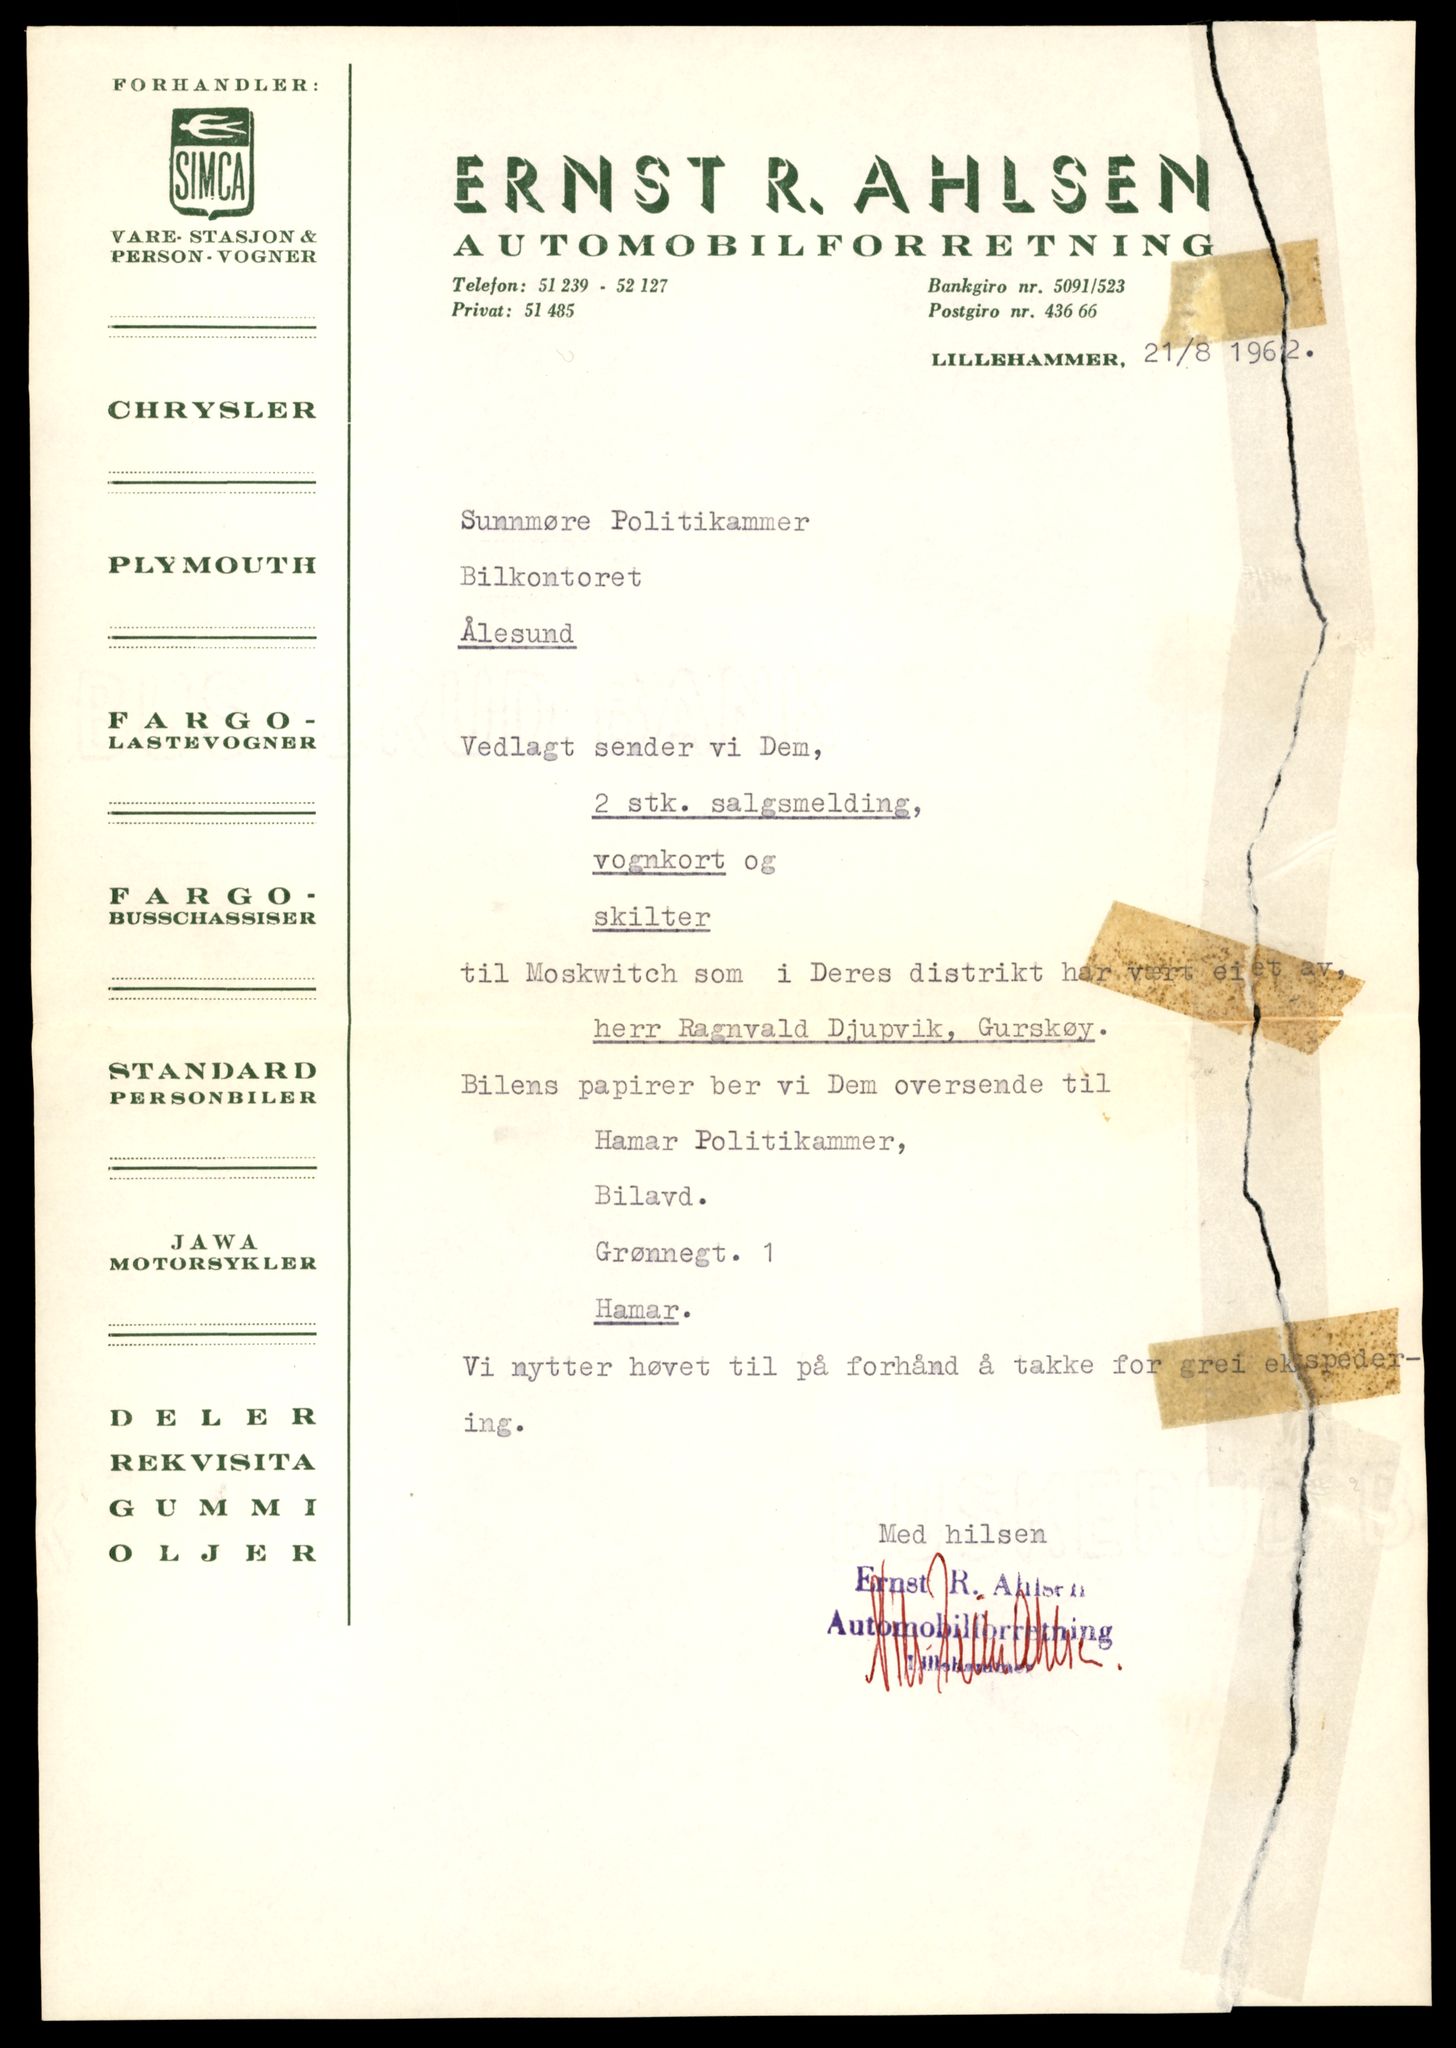 FORHANDLER:
SIMCA
VARE- STASJON &
PERSON-VOGNER
CHRYSLER
PLYMOUTH
FARGO-
LASTEVOGNER
FARGO-
BUSSCHASSISER
STANDARD
PERSONBILER
JAWA
MOTORSYKLER
DELER
REKVISITA
GUMMI
OLJER
ERNST R. AHLSEN
AUTOMOBILFORRETNING
Telefon: 51 239 - 52 127
Privat: 51 485
Bankgiro nr. 5091/523
Postgiro nr. 436 66
LILLEHAMMER, 21/8 1962.
Sunnmøre Politikammer
Bilkontoret
Ålesund
Vedlagt sender vi Dem,
2 stk. salgsmelding,
vognkort og
skilter
til Moskwitch som i Deres distrikt har vært eiet av,
herr Ragnvald Djupvik, Gurskøy.
Bilens papirer ber vi Dem oversende til
Hamar Politikammer,
Bilavd.
Grønnegt. 1
Hamar.
Vi nytter høvet til på forhånd å takke for grei ekspeder-
ing.
Med hilsen
Ernst R. Ahlsen
Automobilforretning
Lillehammer